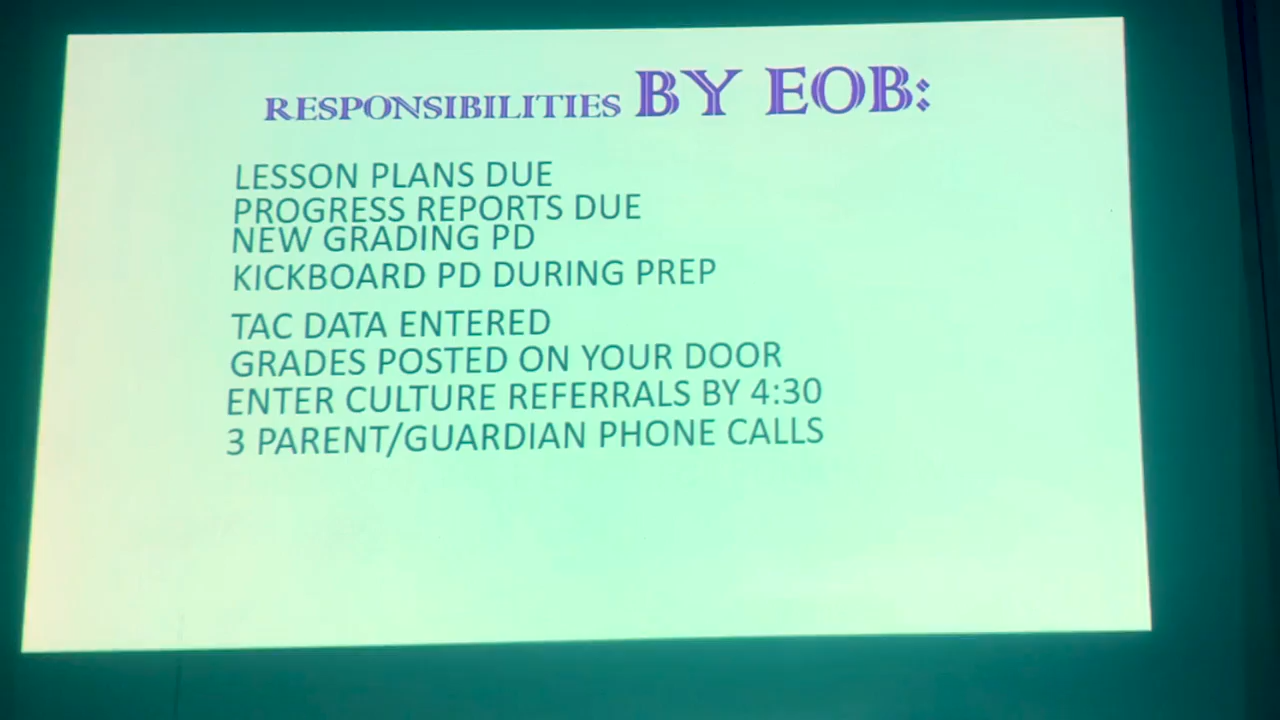 RESPONSIBILITIES BY EOB:
LESSON PLANS DUE
PROGRESS REPORTS DUE
NEW GRADING PD
KICKBOARD PD DURING PREP
TAC DATA ENTERED
GRADES POSTED ON YOUR DOOR
ENTER CULTURE REFERRALS BY 4:30
3 PARENT/GUARDIAN PHONE CALLS